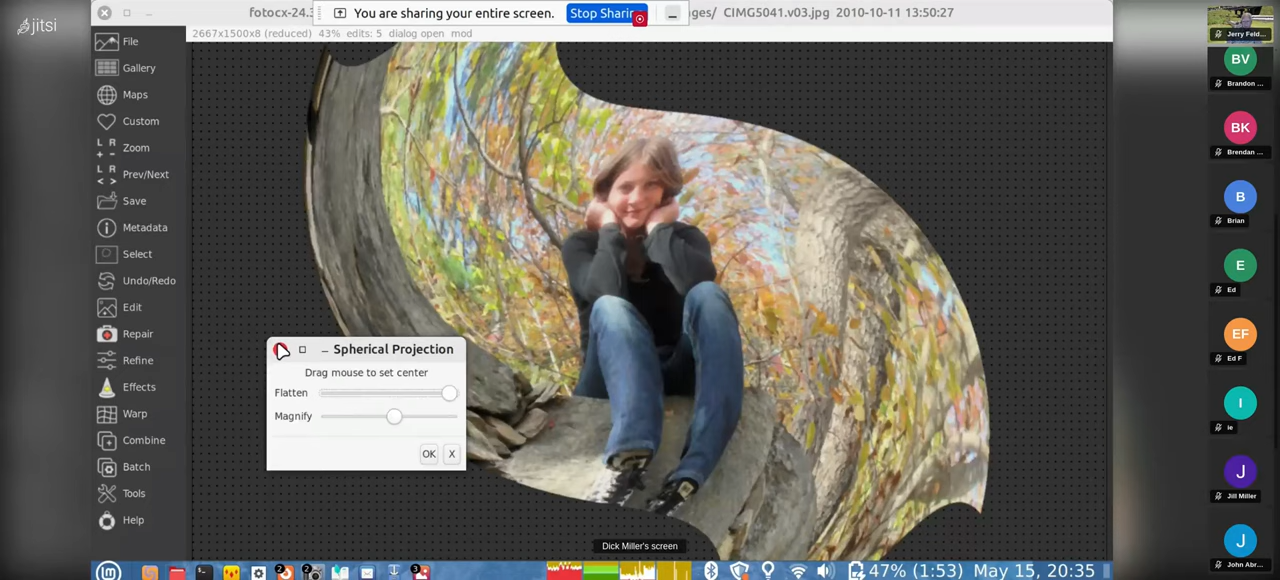 jitsi
fotocx-24.3
You are sharing your entire screen.
Stop Sharing
ges/ CIMG5041.v03.jpg 2010-10-11 13:50:27
2667x1500x8 (reduced) 43% edits: 5 dialog open mod
File
Gallery
Maps
Custom
L R
Zoom
L R
Prev/Next
Save
Metadata
Select
Undo/Redo
Edit
Repair
Refine
Effects
Warp
Combine
Batch
Tools
Help
Spherical Projection
Drag mouse to set center
Flatten
Magnify
OK X
Dick Miller's screen
2
2
3
47% (1:53) May 15, 20:35
Jerry Feld...
BV
Brandon ...
BK
Brendan ...
B
Brian
E
Ed
EF
Ed F
I
ie
J
Jill Miller
J
John Abr...